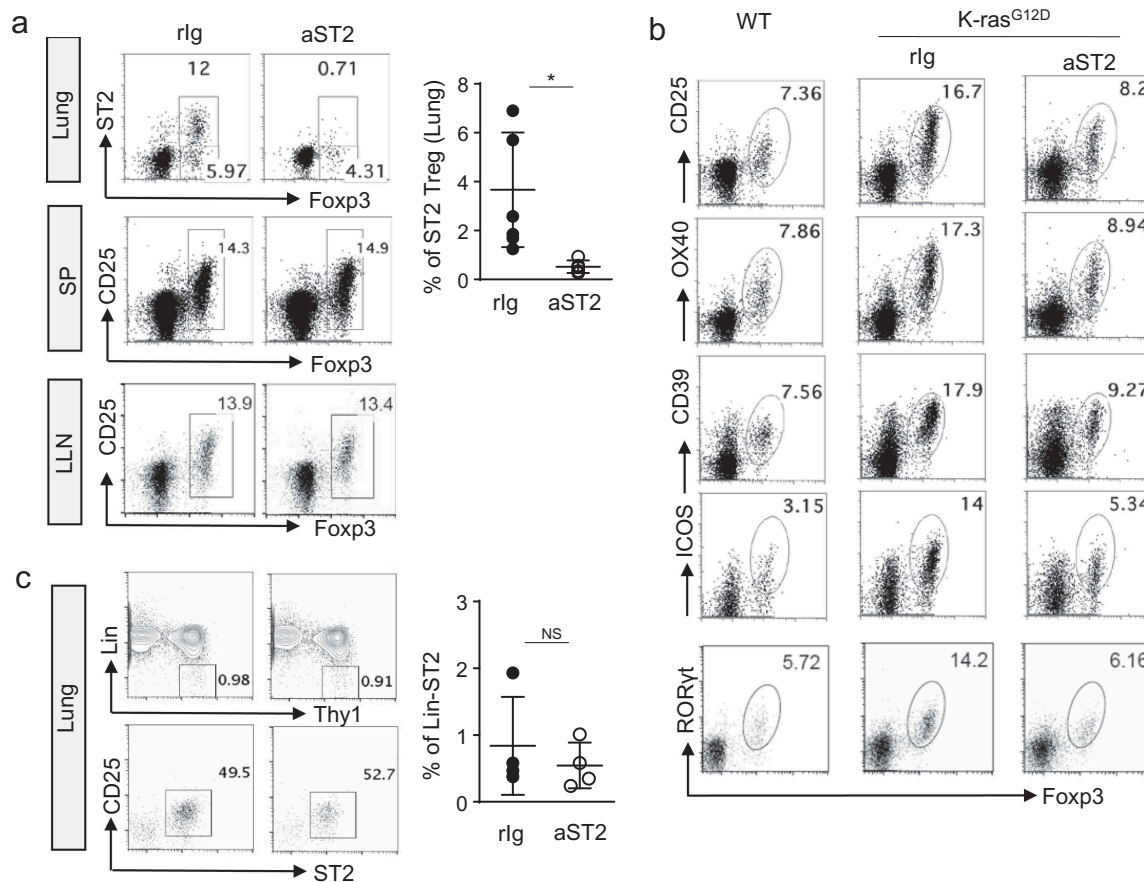 a
rIg
aST2
Lung
ST2
12
0.71
5.97
4.31
Foxp3
SP
CD25
14.3
14.9
Foxp3
LLN
CD25
13.9
13.4
Foxp3
% of ST2 Treg (Lung)
8
6
4
2
0
*
rIg
aST2
b
WT
K-rasG12D
rIg
aST2
CD25
7.36
16.7
8.2
OX40
7.86
17.3
8.94
CD39
7.56
17.9
9.27
ICOS
3.15
14
5.34
RORγt
5.72
14.2
6.16
Foxp3
c
Lung
Lin
0.98
0.91
Thy1
CD25
49.5
52.7
ST2
% of Lin-ST2
3
2
1
0
NS
rIg
aST2